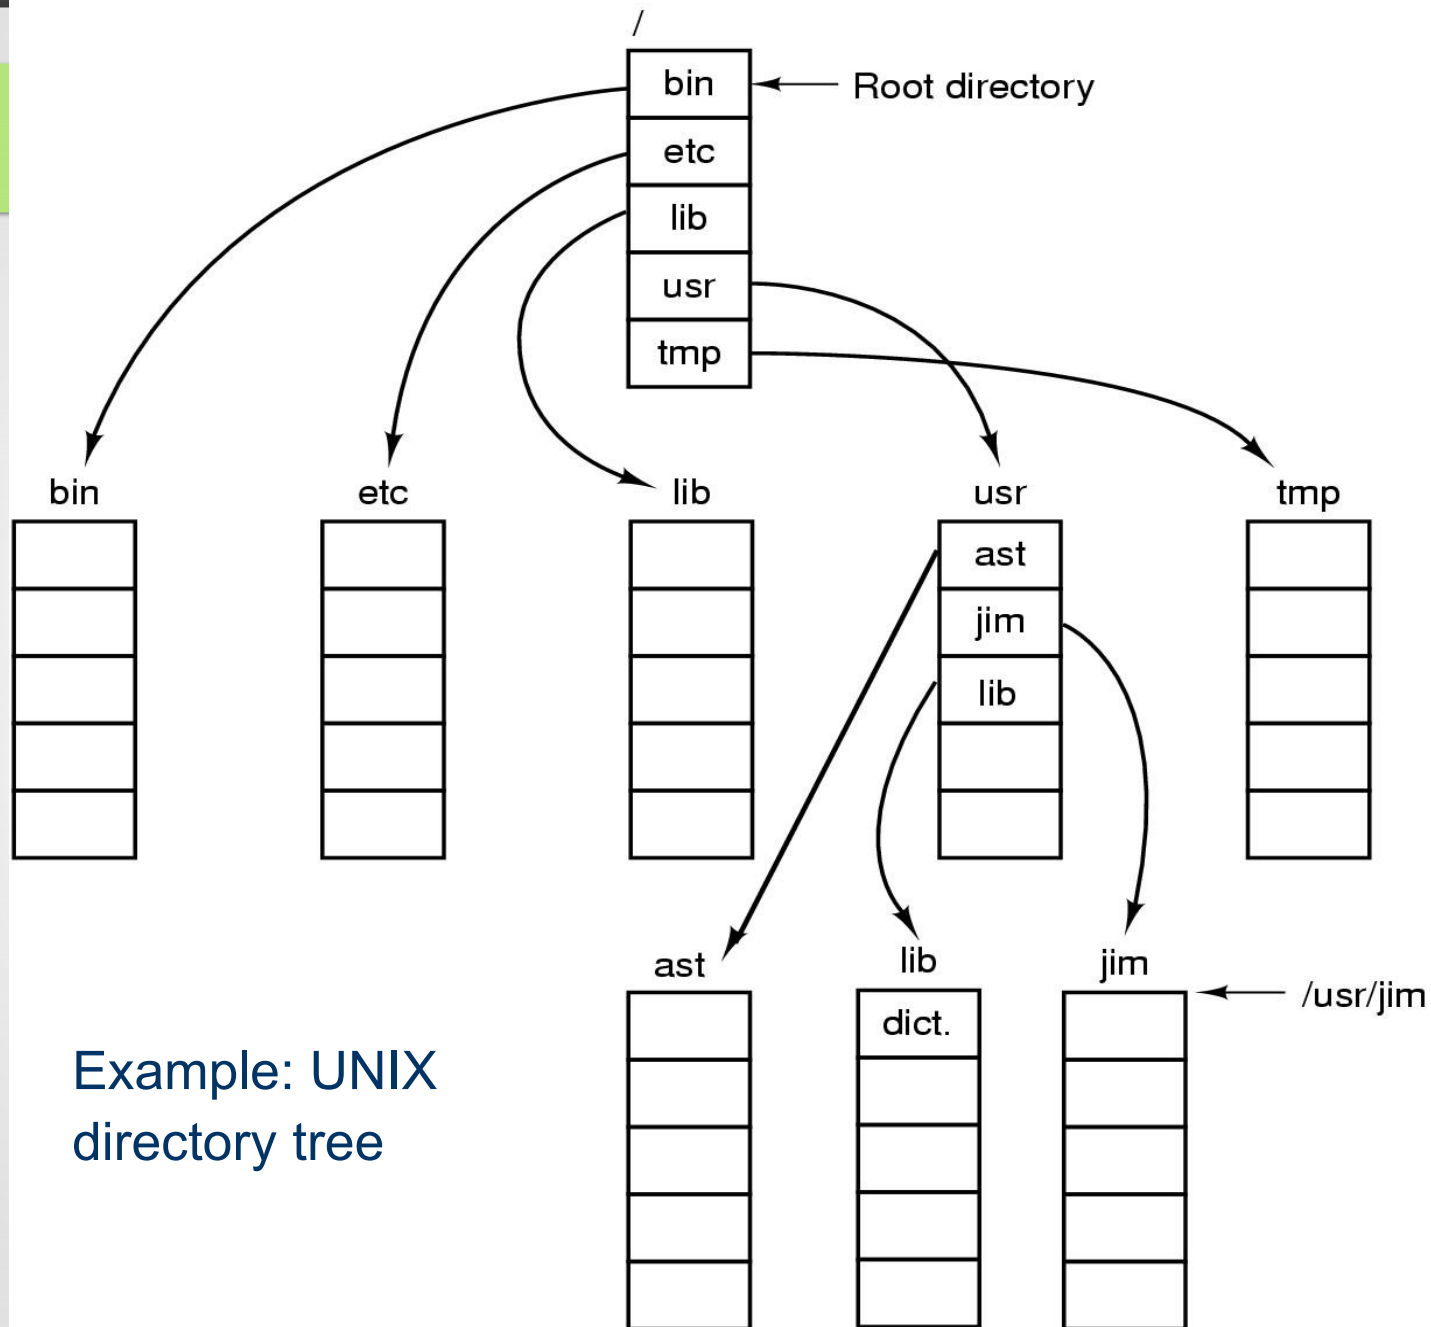 /
bin
Root directory
etc
lib
usr
tmp
bin
etc
lib
usr
tmp
ast
jim
lib
ast
lib
jim
/usr/jim
dict.
Example: UNIX
directory tree